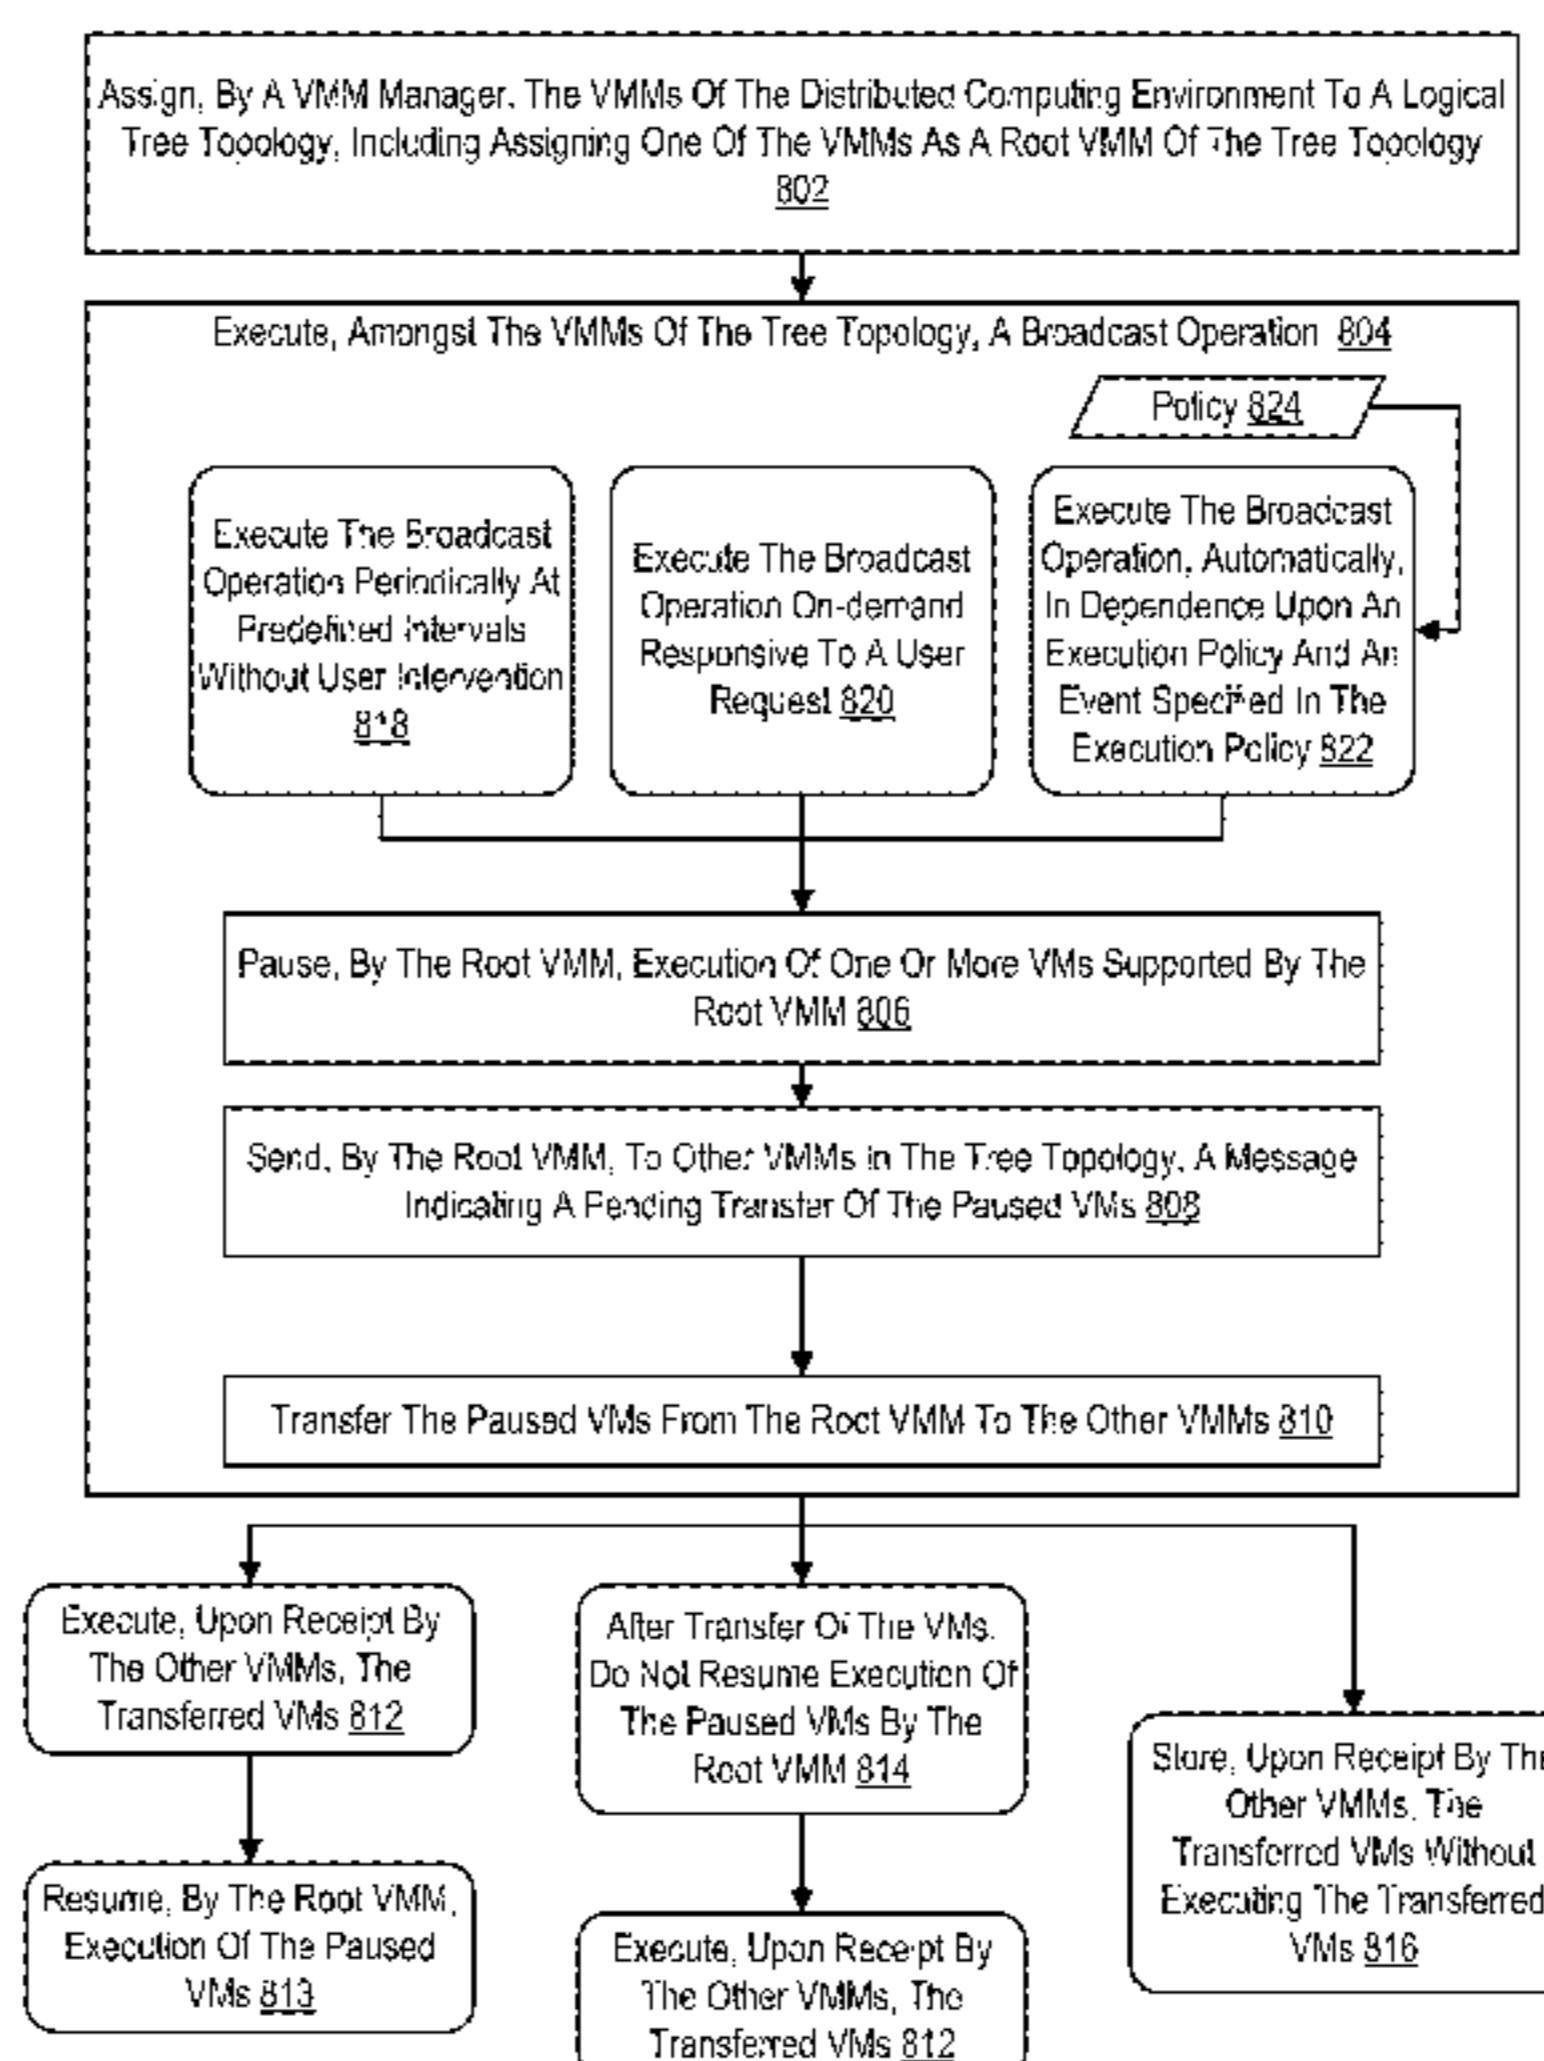 Assign, By A VMM Manager, The VMMs Of The Distributed Computing Environment To A Logical
Tree Topology, Including Assigning One Of The VMMs As A Root VMM Of The Tree Topology
802
Execute, Amongst The VMMs Of The Tree Topology, A Broadcast Operation 804
Policy 824
Execute The Broadcast
Operation Periodically At
Predefined Intervals
Without User Intervention
818
Execute The Broadcast
Operation On-demand
Responsive To A User
Request 820
Execute The Broadcast
Operation, Automatically,
In Dependence Upon An
Execution Policy And An
Event Specified In The
Execution Policy 822
Pause, By The Root VMM, Execution Of One Or More VMs Supported By The
Root VMM 806
Send, By The Root VMM, To Other VMMs In The Tree Topology, A Message
Indicating A Pending Transfer Of The Paused VMs 808
Transfer The Paused VMs From The Root VMM To The Other VMMs 810
Execute, Upon Receipt By
The Other VMMs, The
Transferred VMs 812
Resume, By The Root VMM,
Execution Of The Paused
VMs 813
After Transfer Of The VMs,
Do Not Resume Execution Of
The Paused VMs By The
Root VMM 814
Execute, Upon Receipt By
The Other VMMs, The
Transferred VMs 812
Store, Upon Receipt By The
Other VMMs, The
Transferred VMs Without
Executing The Transferred
VMs 816